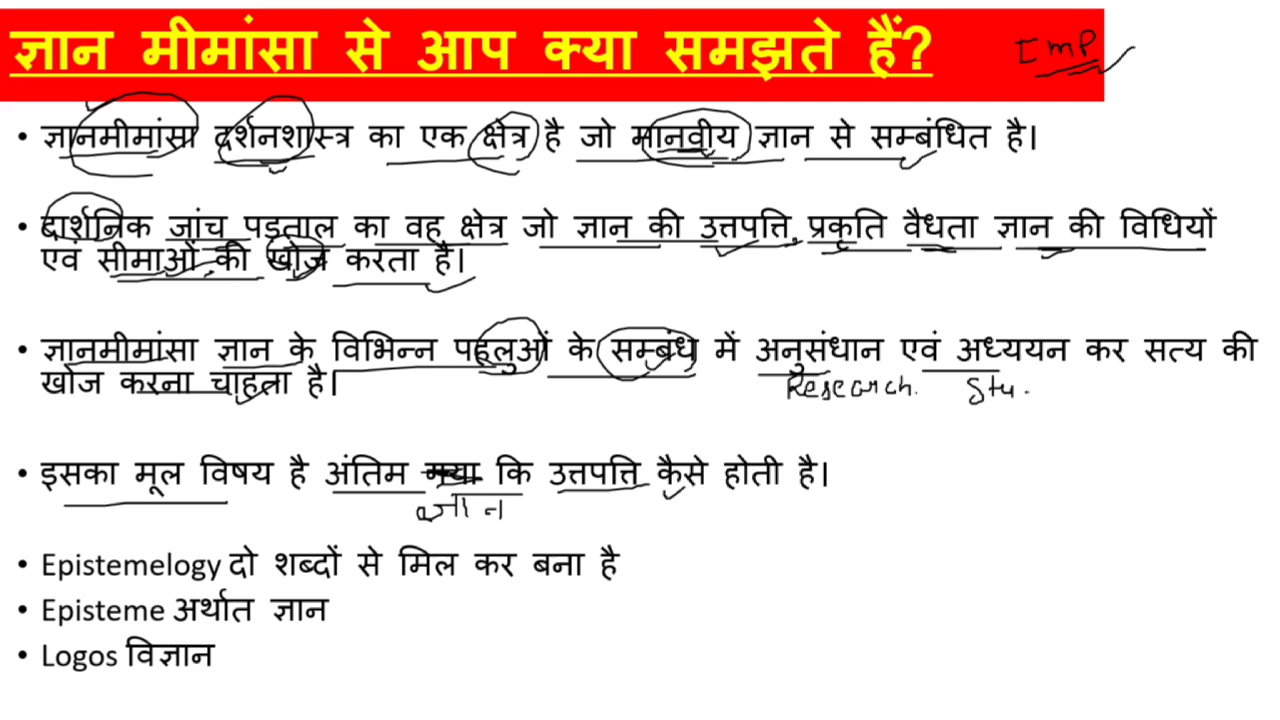 ज्ञान मीमांसा से आप क्या समझते हैं? Imp
• ज्ञानमीमांसा दर्शनशास्त्र का एक क्षेत्र है जो मानवीय ज्ञान से सम्बंधित है।
• दार्शनिक जांच पड़ताल का वह क्षेत्र जो ज्ञान की उत्तपत्ति, प्रकृति वैधता ज्ञान की विधियों
एवं सीमाओं की खोज करता है।
• ज्ञानमीमांसा ज्ञान के विभिन्न पहलुओं के सम्बंध में अनुसंधान एवं अध्ययन कर सत्य की
खोज करना चाहता है।
Research. Stu.
• इसका मूल विषय है अंतिम कि उत्तपत्ति कैसे होती है।
ज्ञान
• Epistemelogy दो शब्दों से मिल कर बना है
• Episteme अर्थात ज्ञान
• Logos विज्ञान